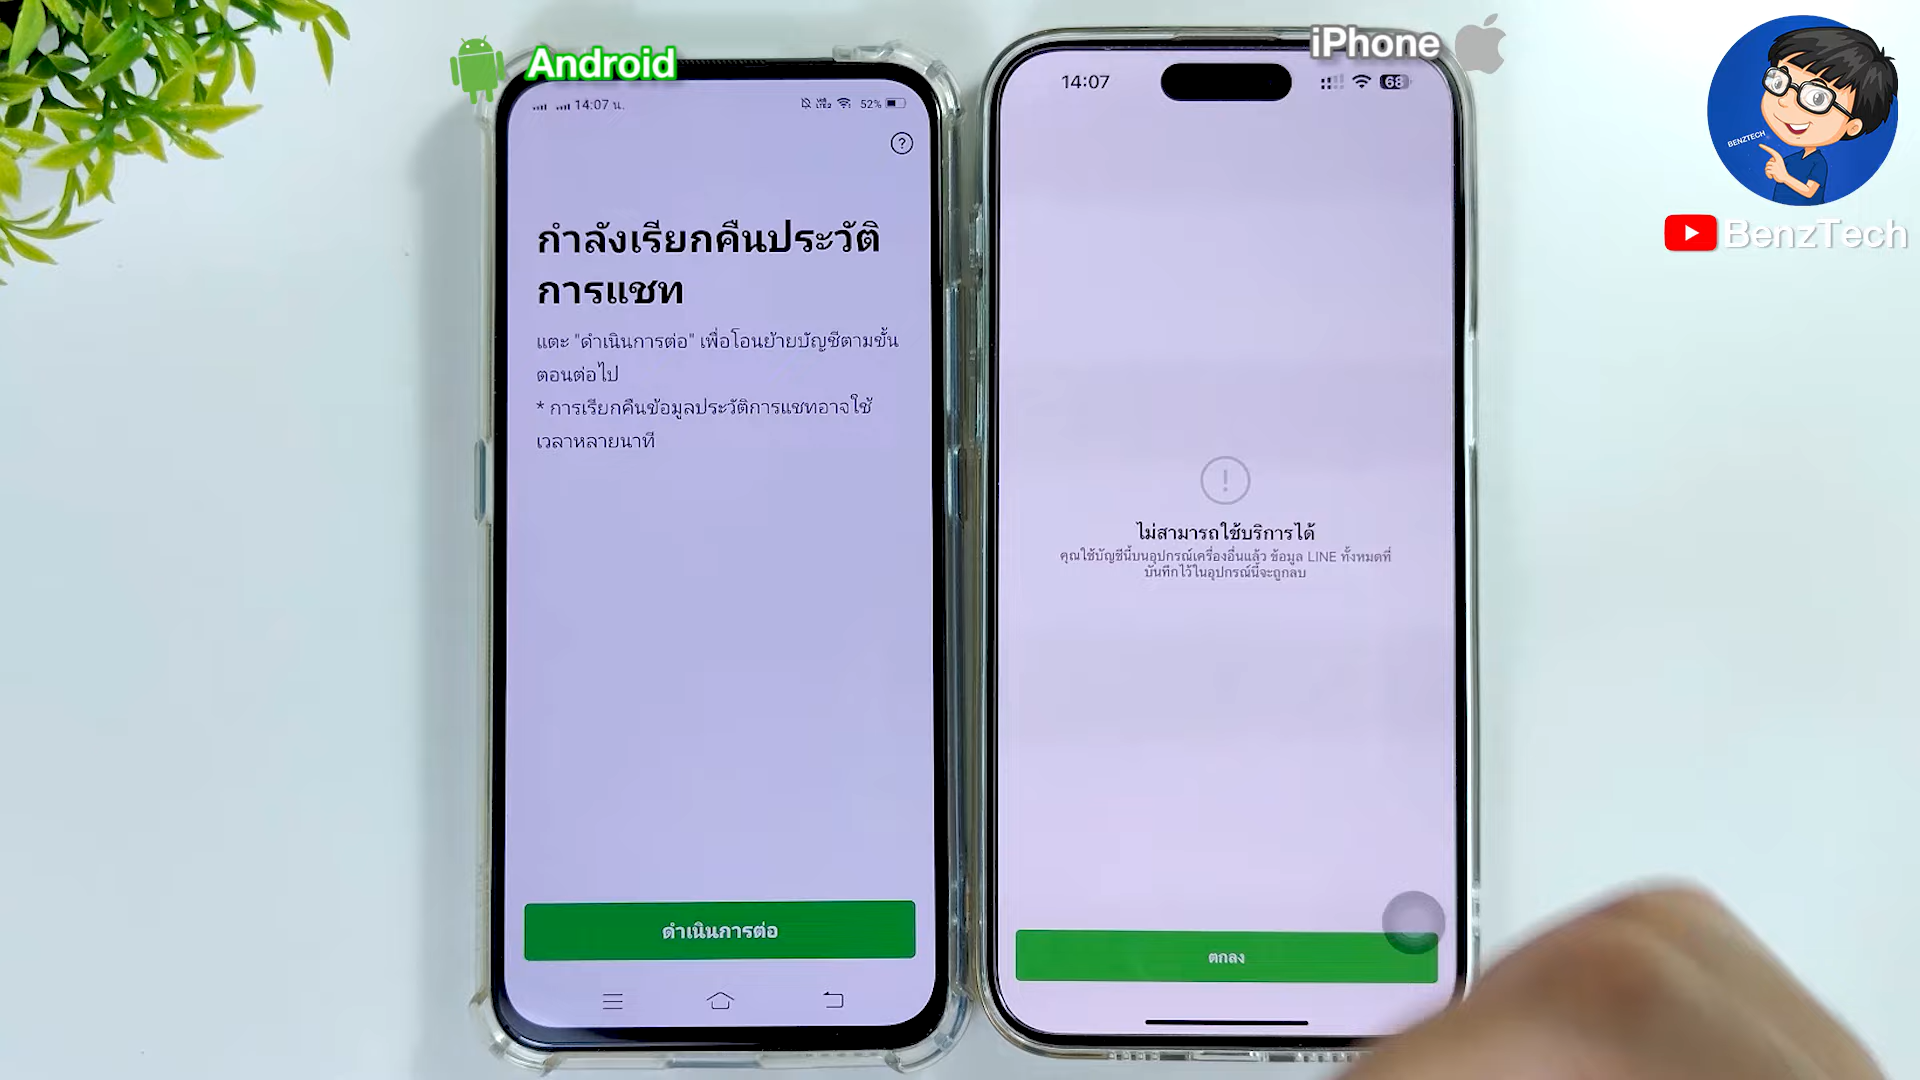 Android
14:07 น.
52%
?
กำลังเรียกคืนประวัติ
การแชท
แตะ "ดำเนินการต่อ" เพื่อโอนย้ายบัญชีตามขั้น
ตอนต่อไป
* การเรียกคืนข้อมูลประวัติการแชทอาจใช้
เวลาหลายนาที
ดำเนินการต่อ
iPhone
14:07
68
!
ไม่สามารถใช้บริการได้
คุณใช้บัญชีนี้บนอุปกรณ์เครื่องอื่นแล้ว ข้อมูล LINE ทั้งหมดที่
บันทึกไว้ในอุปกรณ์นี้จะถูกลบ
ตกลง
BENZTECH
BenzTech